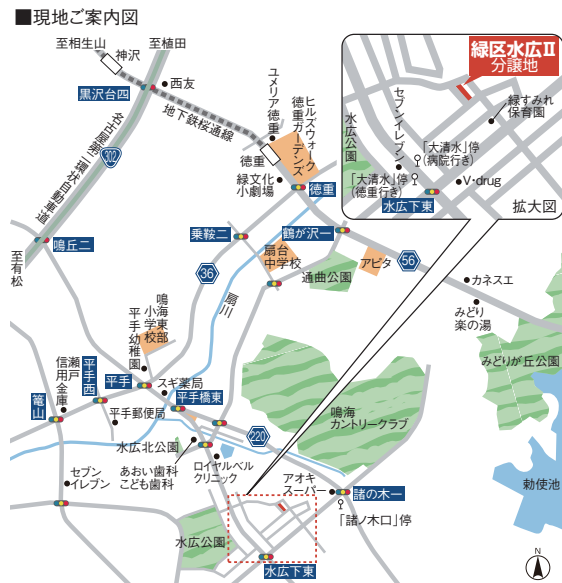 ■現地ご案内図
至相生山
神沢
至植田
西友
黒沢台四
地下鉄桜通線
302
名古屋第二環状自動車道
ユメリア徳重
ヒルズウォーク
徳重ガーデンズ
徳重
緑文化
小劇場
徳重
鳴丘二
至有松
乗鞍二
鶴が沢一
36
扇台
中学校
アピタ
56
通曲公園
扇川
カネスエ
みどり
楽の湯
みどりが丘公園
鳴海東部
小学校
平手幼稚園
瀬戸
信用金庫
平手西
平手
スギ薬局
平手橋東
篭山
平手郵便局
水広北公園
220
鳴海
カントリークラブ
あおい歯科
こども歯科
ロイヤルベル
クリニック
セブン
イレブン
アオキ
スーパー
諸の木一
「諸ノ木口」停
勅使池
水広公園
水広下東
N
緑区水広Ⅱ
分譲地
水広公園
セブンイレブン
緑すみれ
保育園
「大清水」停
(病院行き)
「大清水」停
(徳重行き)
V・drug
水広下東
拡大図